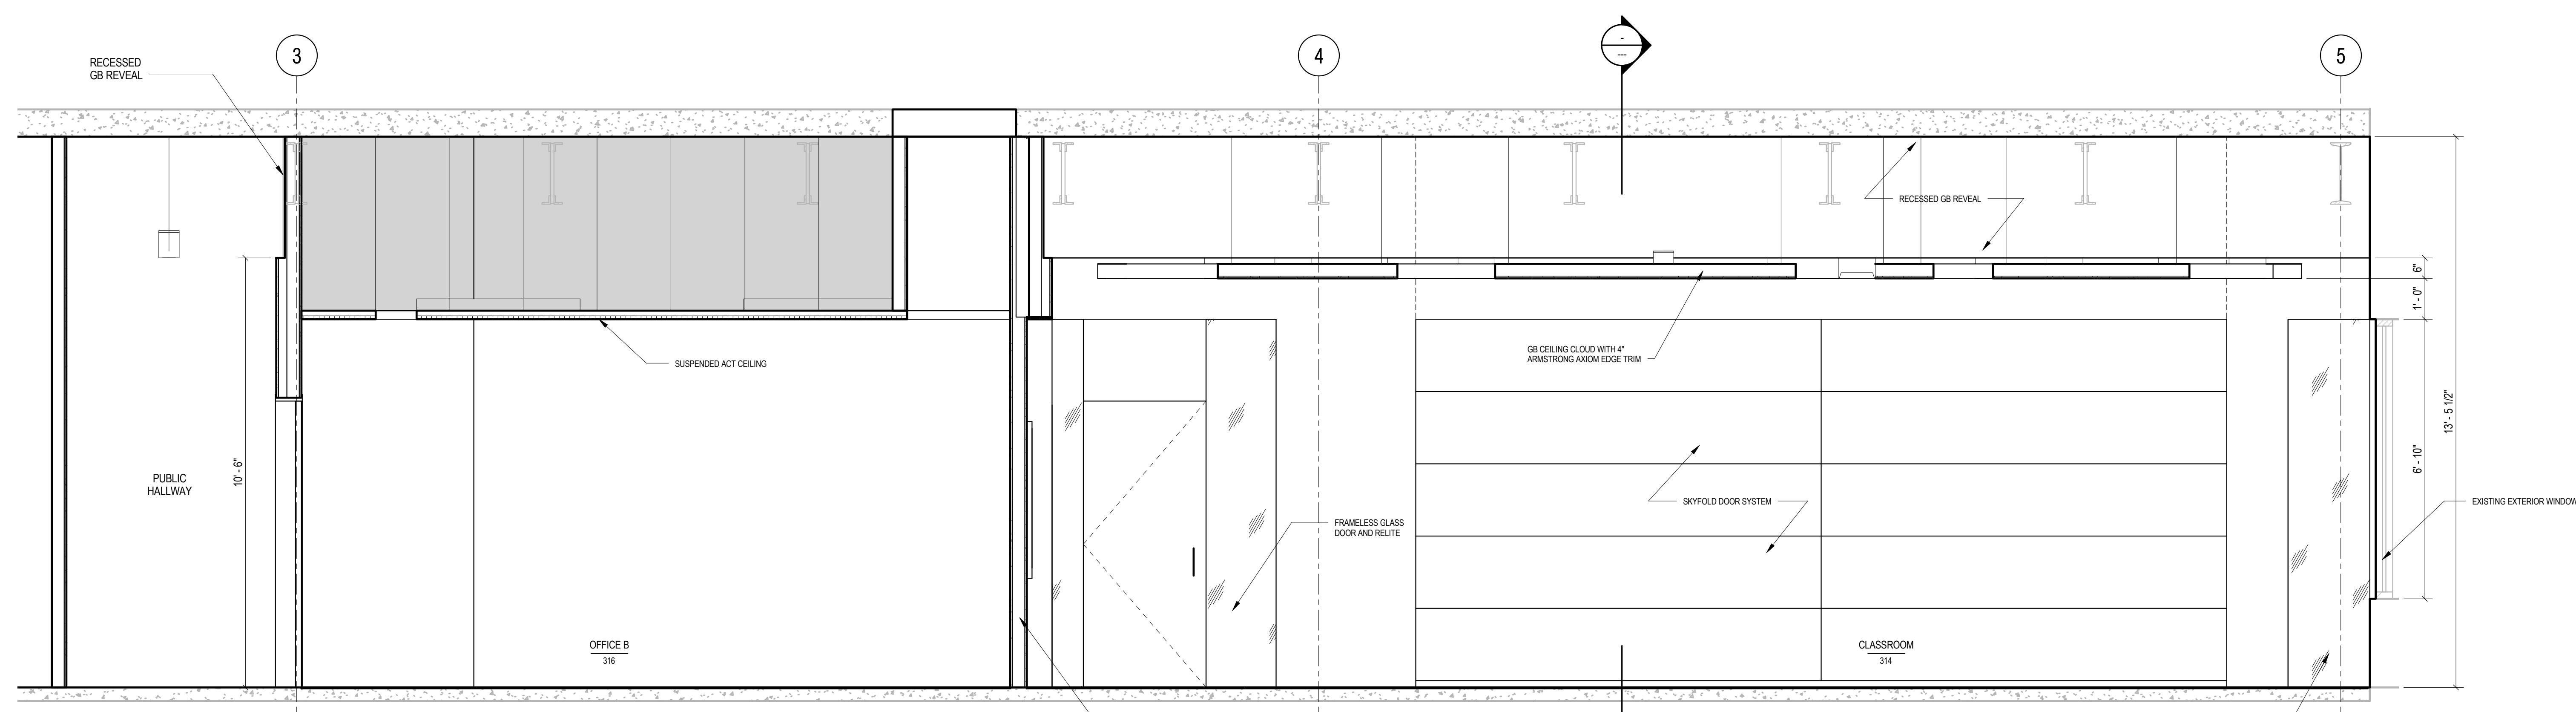 3
4
-
---
5
RECESSED
GB REVEAL
RECESSED GB REVEAL
6"
1' - 0"
SUSPENDED ACT CEILING
GB CEILING CLOUD WITH 4"
ARMSTRONG AXIOM EDGE TRIM
13' - 5 1/2"
PUBLIC
HALLWAY
10' - 6"
6' - 10"
SKYFOLD DOOR SYSTEM
EXISTING EXTERIOR WINDOW
FRAMELESS GLASS
DOOR AND RELITE
OFFICE B
316
CLASSROOM
314